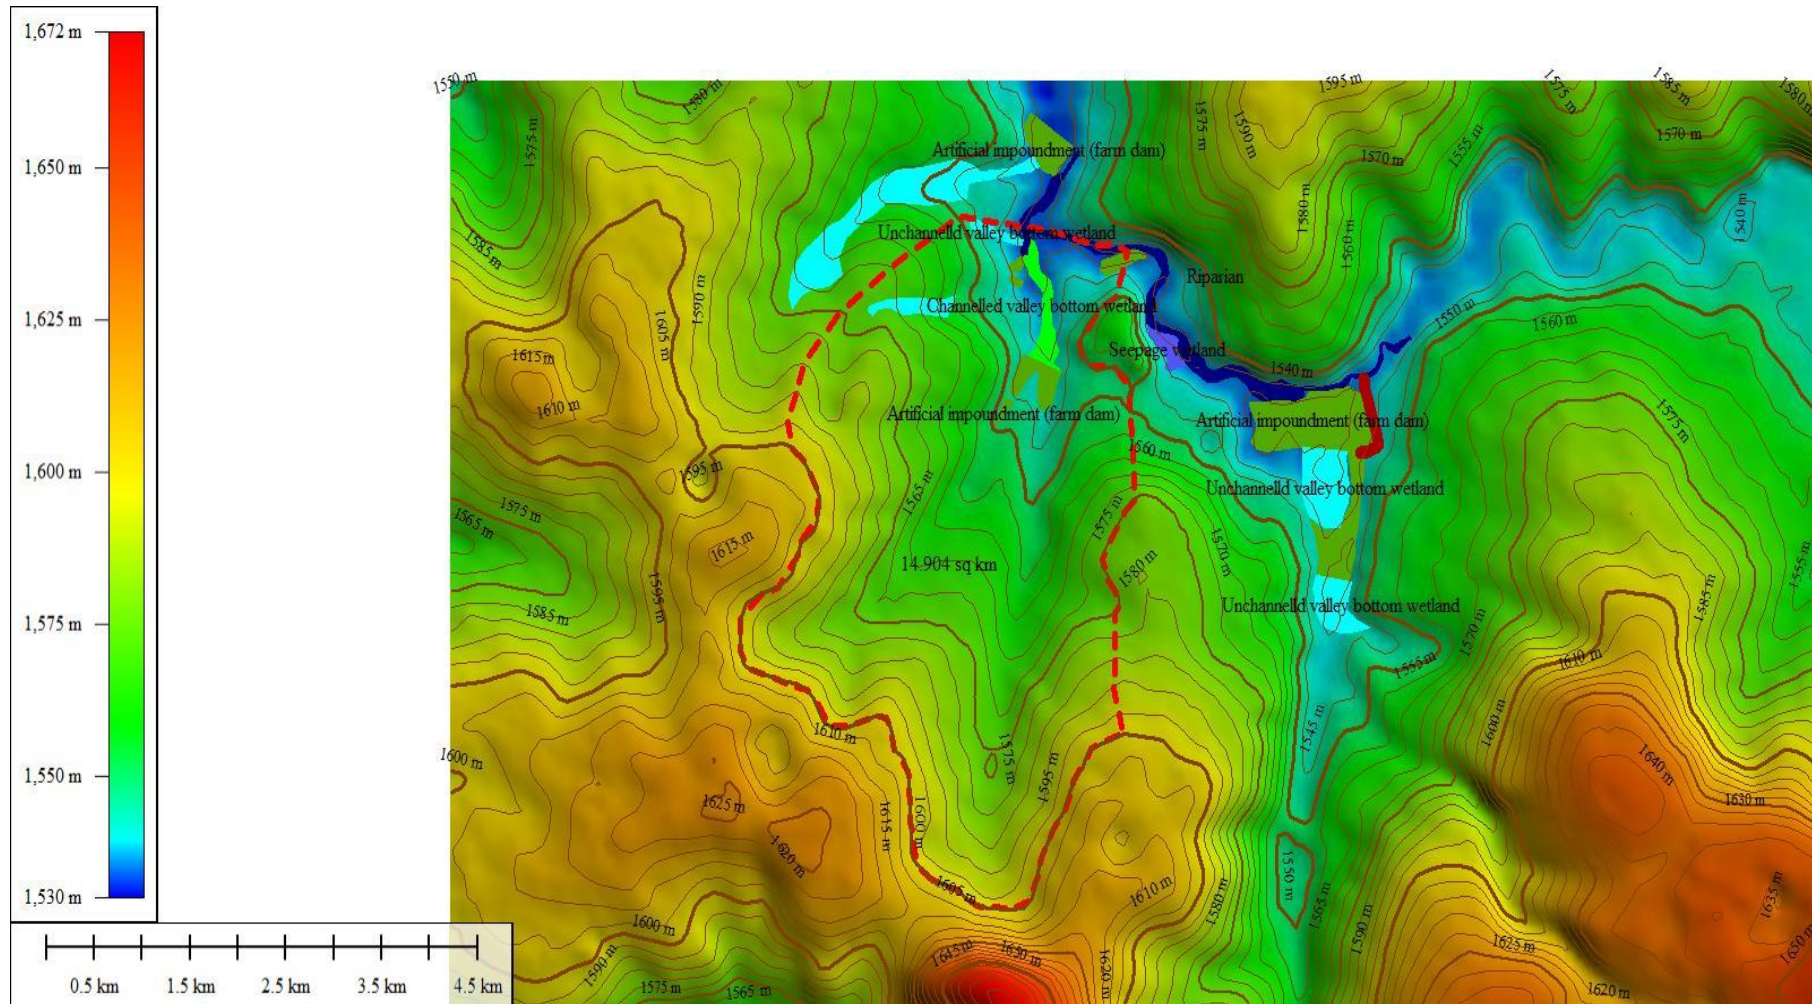 1,672 m
1,650 m
1,625 m
1,600 m
1,575 m
1,550 m
1,530 m
0.5 km 1.5 km 2.5 km 3.5 km 4.5 km
1550 m
1580 m
1595 m
1575 m
1585 m
1580 m
1575 m
1575 m
1590 m
1570 m
1555 m
1570 m
Artificial impoundment (farm dam)
1585 m
1580 m
1560 m
1540 m
Unchannelld valley bottom wetland
Riparian
1590 m
1605 m
Channelled valley bottom wetland
1550 m
1560 m
1615 m
Seepage wetland
1540 m
1610 m
Artificial impoundment (farm dam)
Artificial impoundment (farm dam)
1575 m
1560 m
1595 m
1565 m
Unchannelld valley bottom wetland
1575 m
1565 m
1575 m
1615 m
1570 m
14.904 sq km
1580 m
1555 m
1595 m
1585 m
1585 m
Unchannelld valley bottom wetland
1570 m
1555 m
1610 m
1610 m
1545 m
1600 m
1600 m
1575 m
1595 m
1640 m
1625 m
1615 m
1600 m
1630 m
1620 m
1605 m
1610 m
1550 m
1580 m
1565 m
1635 m
1600 m
1590 m
1590 m
1625 m
1645 m
1650 m
1620 m
1650 m
1575 m
1565 m
1620 m